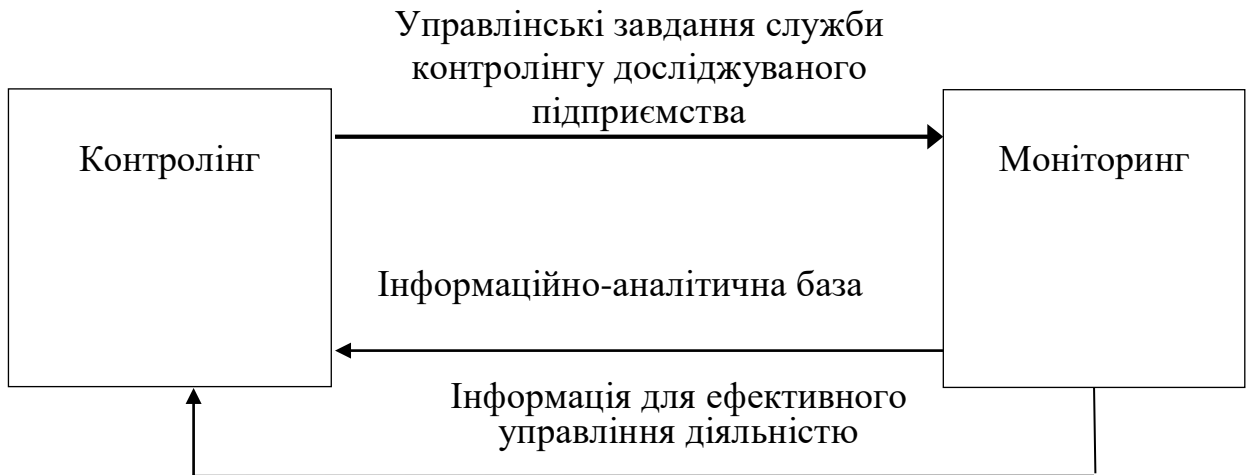 Управлінські завдання служби
контролінгу досліджуваного
підприємства
Контролінг
Моніторинг
Інформаційно-аналітична база
Інформація для ефективного
управління діяльністю